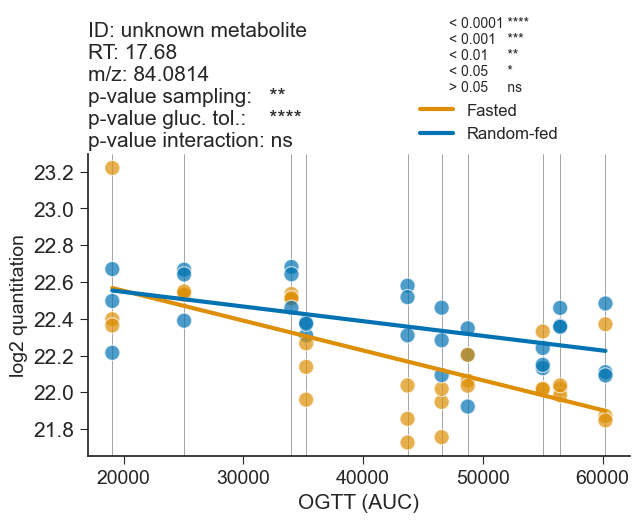 ID: unknown metabolite
RT: 17.68
m/z: 84.0814
p-value sampling: **
p-value gluc. tol.: ****
p-value interaction: ns
< 0.0001 ****
< 0.001 ***
< 0.01 **
< 0.05 *
> 0.05 ns
Fasted
Random-fed
log2 quantitation
23.2
23.0
22.8
22.6
22.4
22.2
22.0
21.8
20000 30000 40000 50000 60000
OGTT (AUC)